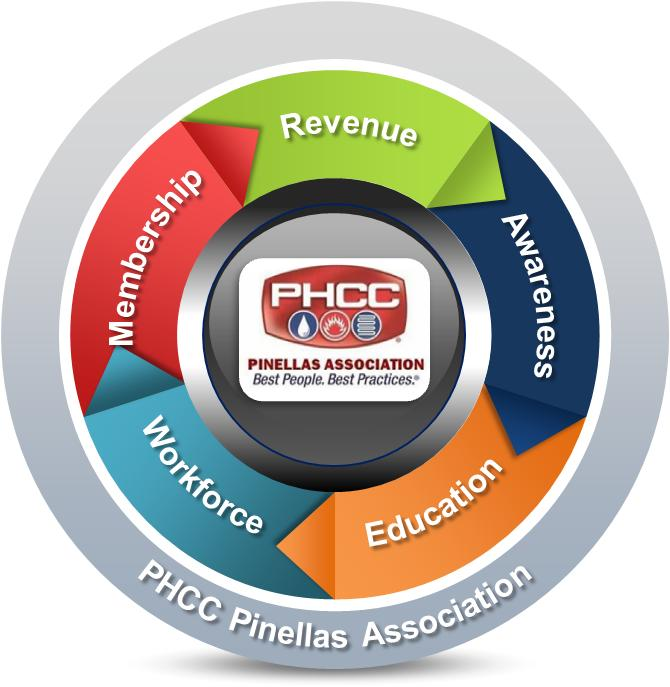 Revenue
Awareness
Education
Workforce
Membership
PHCC
®
PINELLAS ASSOCIATION
Best People. Best Practices.®
PHCC Pinellas Association